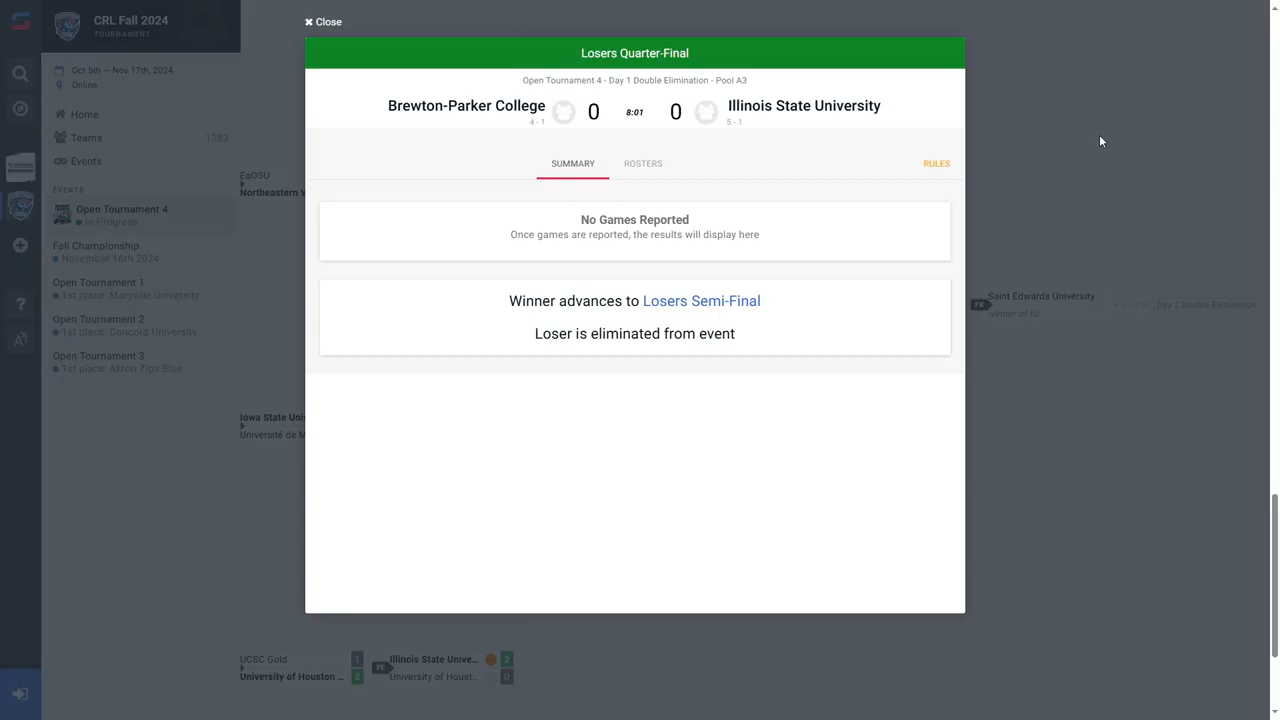 Close
CRL Fall 2024
TOURNAMENT
Oct 5th — Nov 17th, 2024
Online
Home
Teams 1383
Events
EVENTS
Open Tournament 4
In Progress
Fall Championship
November 16th 2024
Open Tournament 1
1st place: Maryville University
Open Tournament 2
1st place: Concord University
Open Tournament 3
1st place: Akron Zips Blue
Losers Quarter-Final
Open Tournament 4 - Day 1 Double Elimination - Pool A3
Brewton-Parker College 0 8:01 0 Illinois State University
4 - 1 5 - 1
SUMMARY ROSTERS RULES
No Games Reported
Once games are reported, the results will display here
Winner advances to Losers Semi-Final
Loser is eliminated from event
EaOSU
Northeastern
Iowa State
Université de
FK Saint Edwards University
winner of FJ
Day 2 Double Elimination
UCSC Gold 1
University of Houston ... 2
FE Illinois State Unive... 2
University of Houst... 0